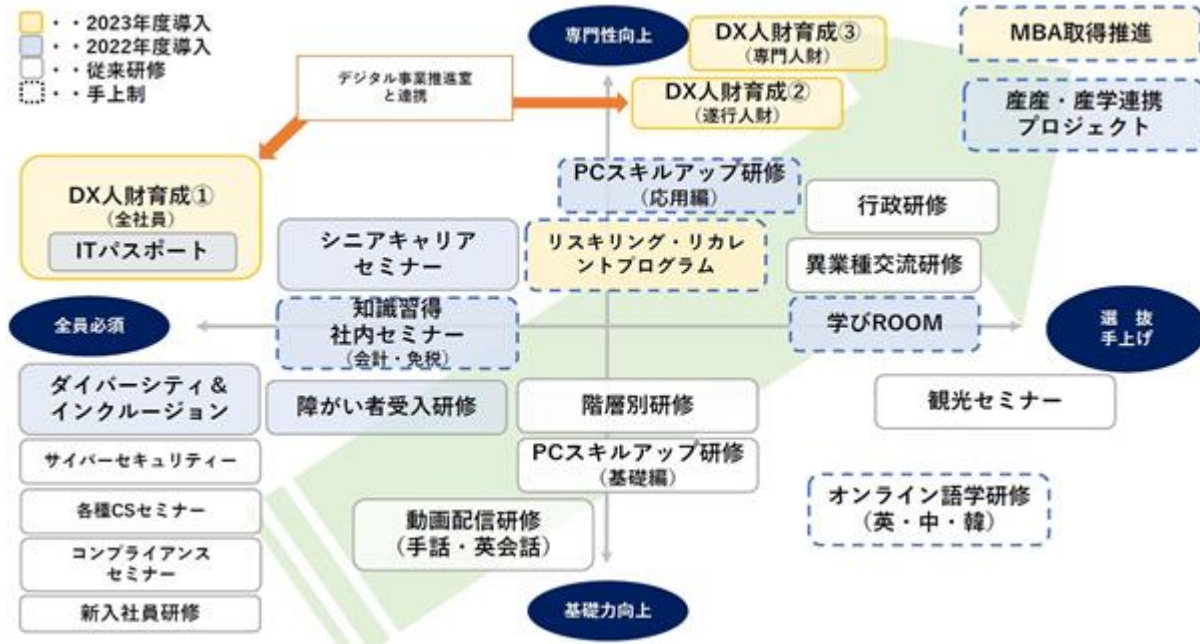 ・・2023年度導入
・・2022年度導入
・・従来研修
・・手上制
専門性向上
DX人財育成③
(専門人財)
MBA取得推進
デジタル事業推進室
と連携
DX人財育成②
(遂行人財)
産産・産学連携
プロジェクト
DX人財育成①
(全社員)
ITパスポート
シニアキャリア
セミナー
PCスキルアップ研修
(応用編)
リスキリング・リカレ
ントプログラム
行政研修
異業種交流研修
全員必須
知識習得
社内セミナー
(会計・免税)
学びROOM
選 抜
手上げ
ダイバーシティ&
インクルージョン
障がい者受入研修
階層別研修
観光セミナー
サイバーセキュリティー
PCスキルアップ研修
(基礎編)
各種CSセミナー
動画配信研修
(手話・英会話)
オンライン語学研修
(英・中・韓)
コンプライアンス
セミナー
新入社員研修
基礎力向上